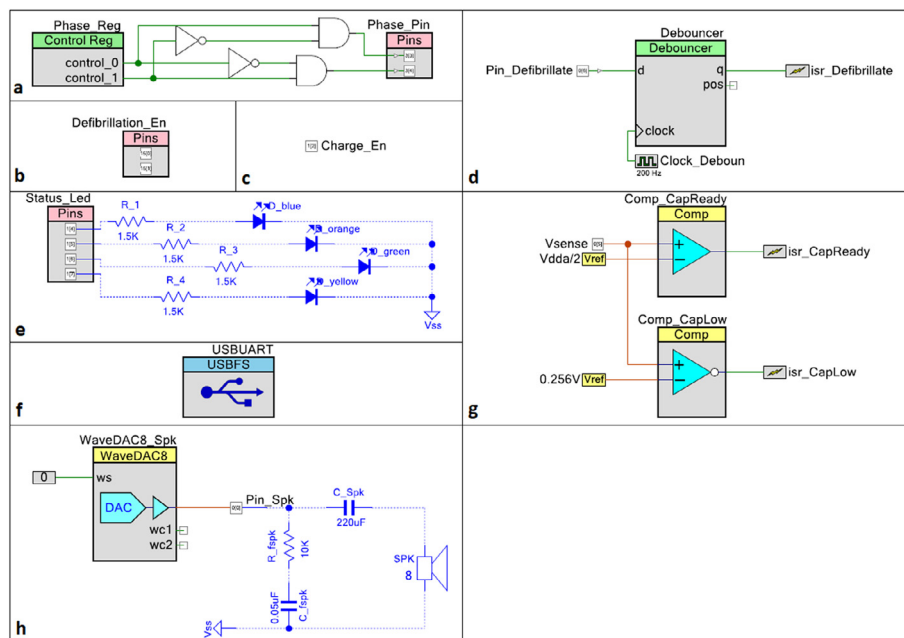 Phase_Reg
Control Reg
control_0
control_1
Phase_Pin
Pins
a
Defibrillation_En
Pins
b
Charge_En
c
Debouncer
Debouncer
Pin_Defibrillate
d
q
isr_Defibrillate
pos
clock
Clock_Deboun
200 Hz
d
Status_Led
Pins
R_1
1.5K
D_blue
R_2
1.5K
R_3
1.5K
R_4
1.5K
D_yellow
Vss
e
USBUART
USBFS
f
Comp_CapReady
Comp
Vsense
Vdda/2
Vref
+
−
isr_CapReady
Comp_CapLow
Comp
0.256V
Vref
+
−
isr_CapLow
g
WaveDAC8_Spk
WaveDAC8
0
ws
DAC
wc1
wc2
Pin_Spk
C_Spk
220uF
R_fspk
10K
SPK
8
0.05uF
C_fspk
Vss
h